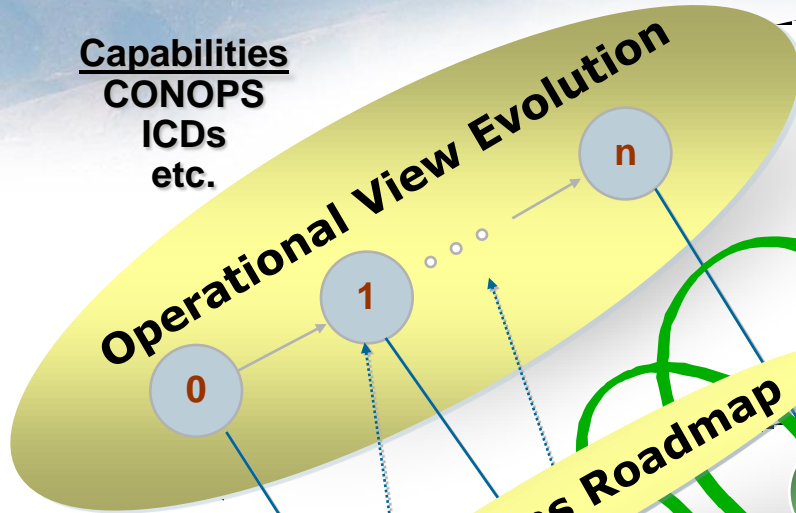 Capabilities
CONOPS
ICDs
etc.
Operational View Evolution
n
1
0
Roadmap